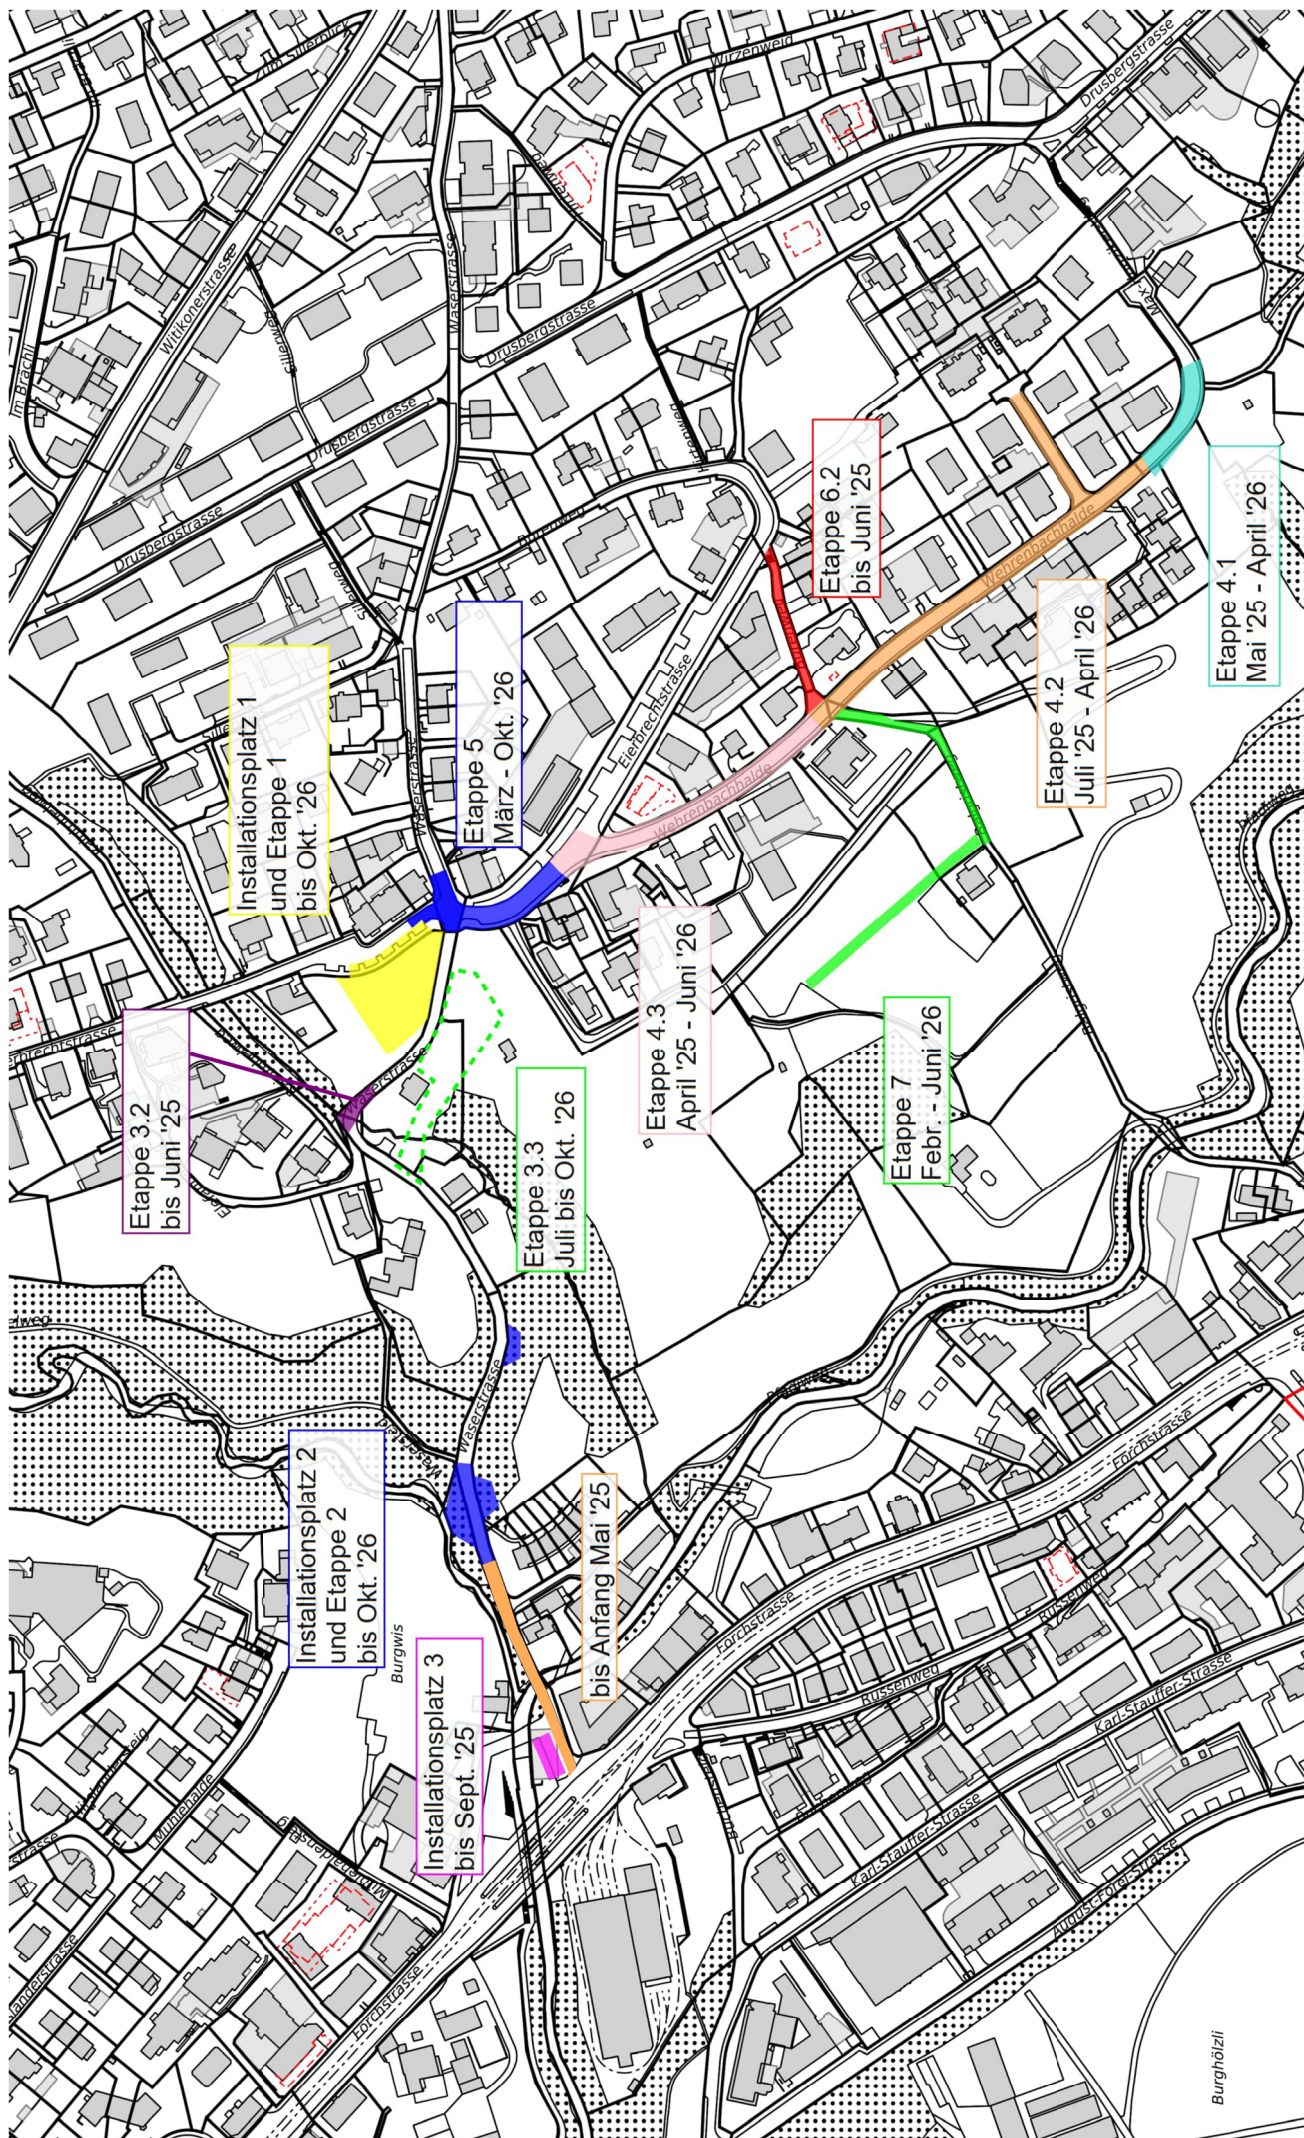 Etappe 3.2
bis Juni '25
Installationsplatz 1
und Etappe 1
bis Okt. '26
Installationsplatz 2
und Etappe 2
bis Okt. '26
Installationsplatz 3
bis Sept. '25
Etappe 5
März - Okt. '26
Etappe 3.3
Juli bis Okt. '26
bis Anfang Mai '25
Etappe 4.3
April '25 - Juni '26
Etappe 6.2
bis Juni '25
Etappe 7
Febr. - Juni '26
Etappe 4.2
Juli '25 - April '26
Etappe 4.1
Mai '25 - April '26
Im Brächli
Witikonerstrasse
Drusbergstrasse
Drusbergstrasse
Drusbergstrasse
Drusbergstrasse
Wirzenweid
Waserstrasse
Waserstrasse
Waserstrasse
Waserstrasse
Eierbrechtstrasse
Wehrenbachhalde
Wehrenbachhalde
Burgwis
Mühlehalde
Forchstrasse
Forchstrasse
Forchstrasse
Russenweg
Russenweg
Karl-Stauffer-Strasse
Karl-Stauffer-Strasse
August-Forel-Strasse
Burghölzli